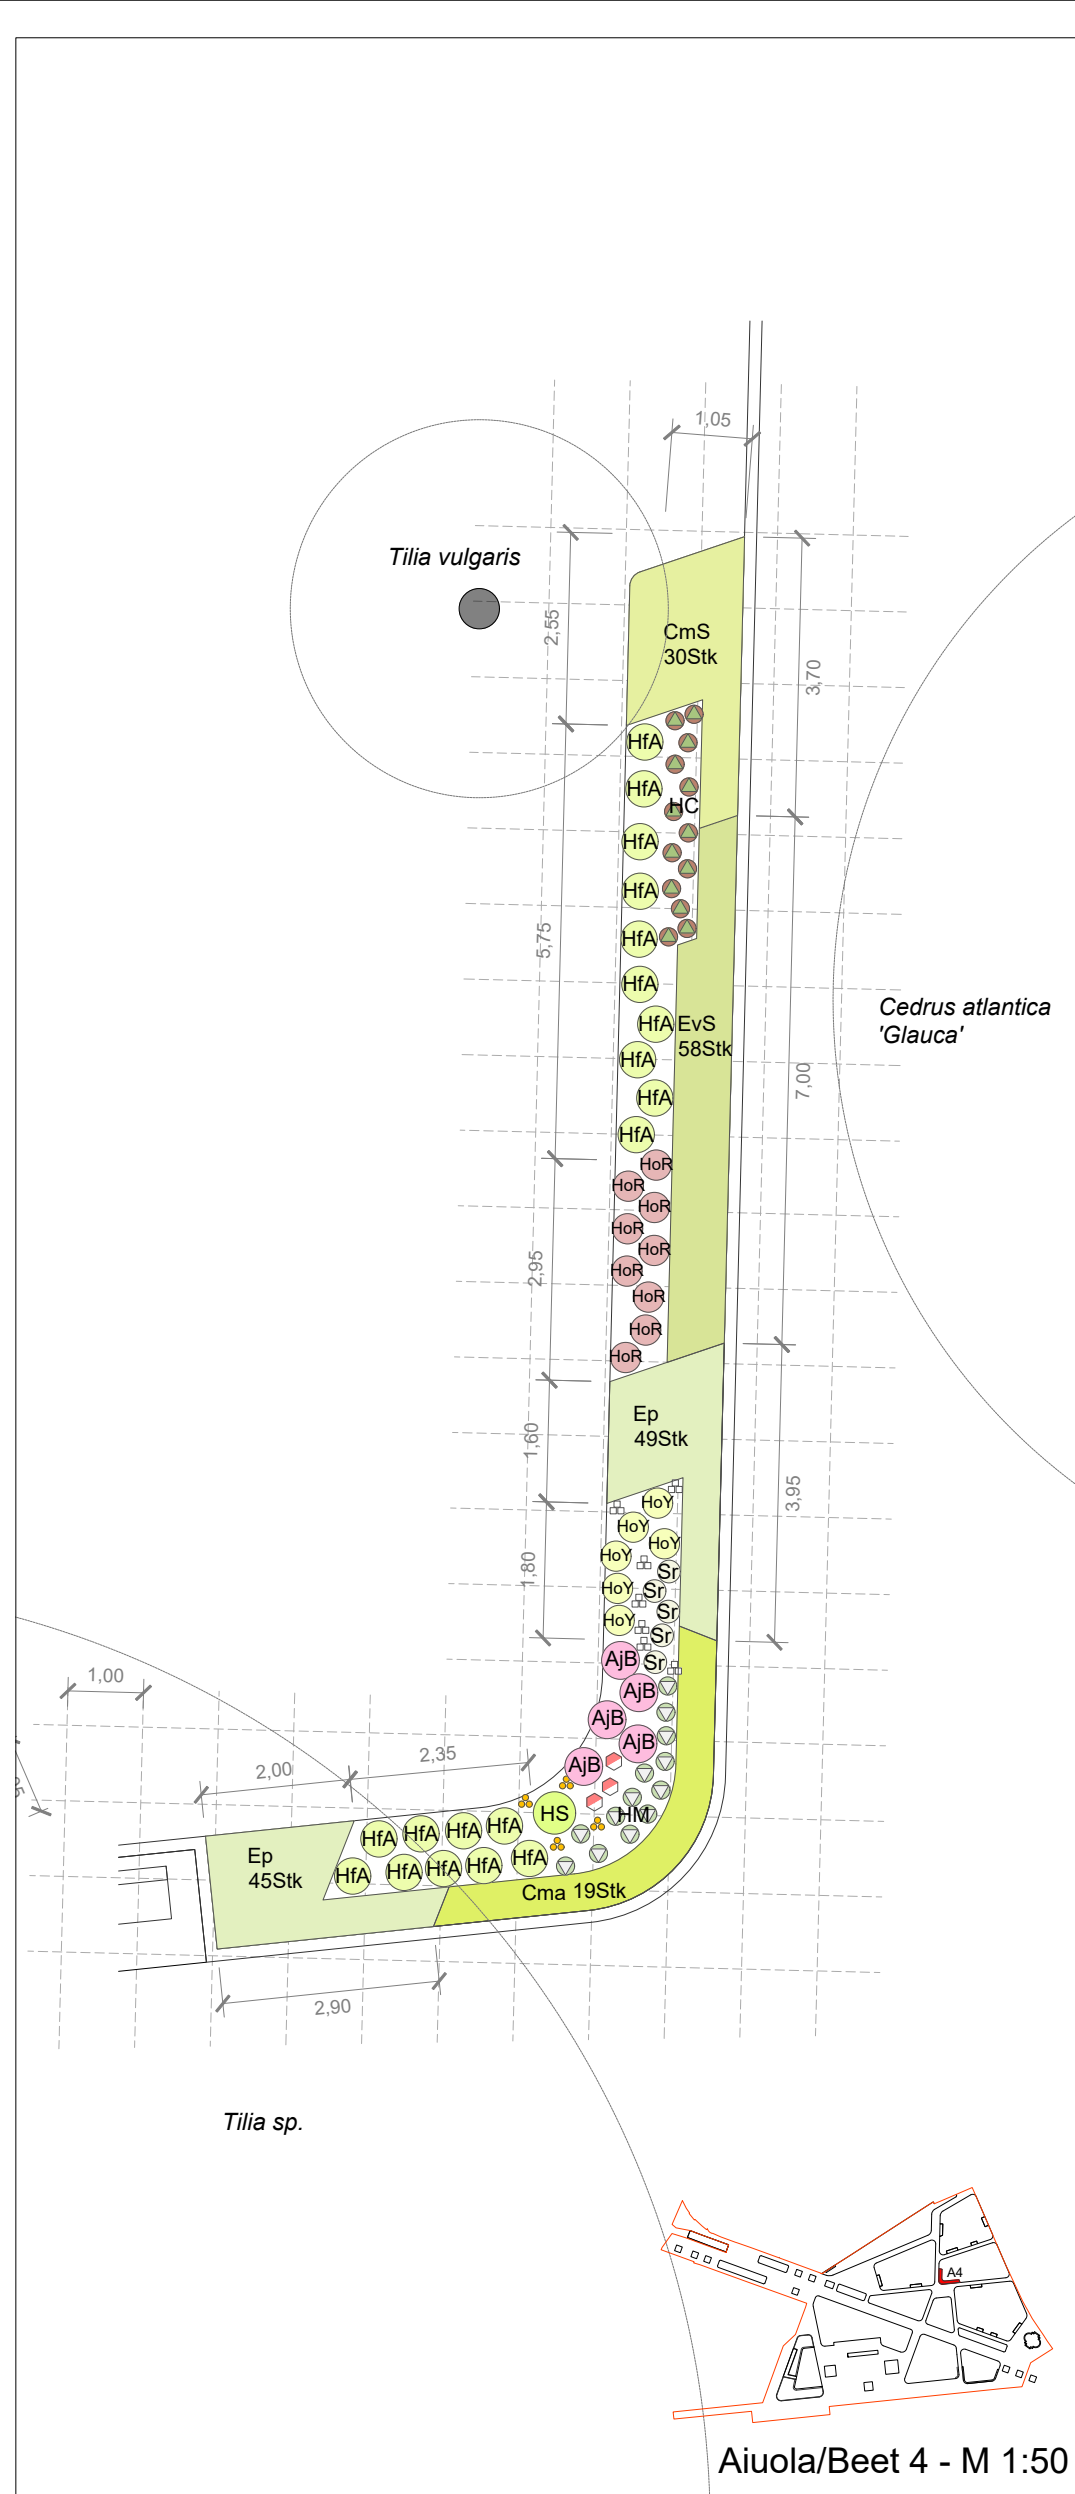 1,05
Tilia vulgaris
2,55
CmS
30Stk
3,70
HfA
HfA
HC
HfA
HfA
HfA
5,75
HfA
Cedrus atlantica
'Glauca'
HfA
EvS
58Stk
HfA
7,00
HfA
HfA
HoR
HoR
HoR
HoR
HoR
2,95
HoR
HoR
HoR
HoR
Ep
49Stk
1,60
3,95
HoY
HoY
HoY
HoY
1,80
Sr
HoY
Sr
Sr
HoY
Sr
AjB
Sr
1,00
AjB
AjB
AjB
2,35
AjB
2,00
HS
HM
HfA
HfA
HfA
HfA
Ep
45Stk
HfA
HfA
HfA
HfA
HfA
Cma 19Stk
2,90
Tilia sp.
A4
Aiuola/Beet 4 - M 1:50